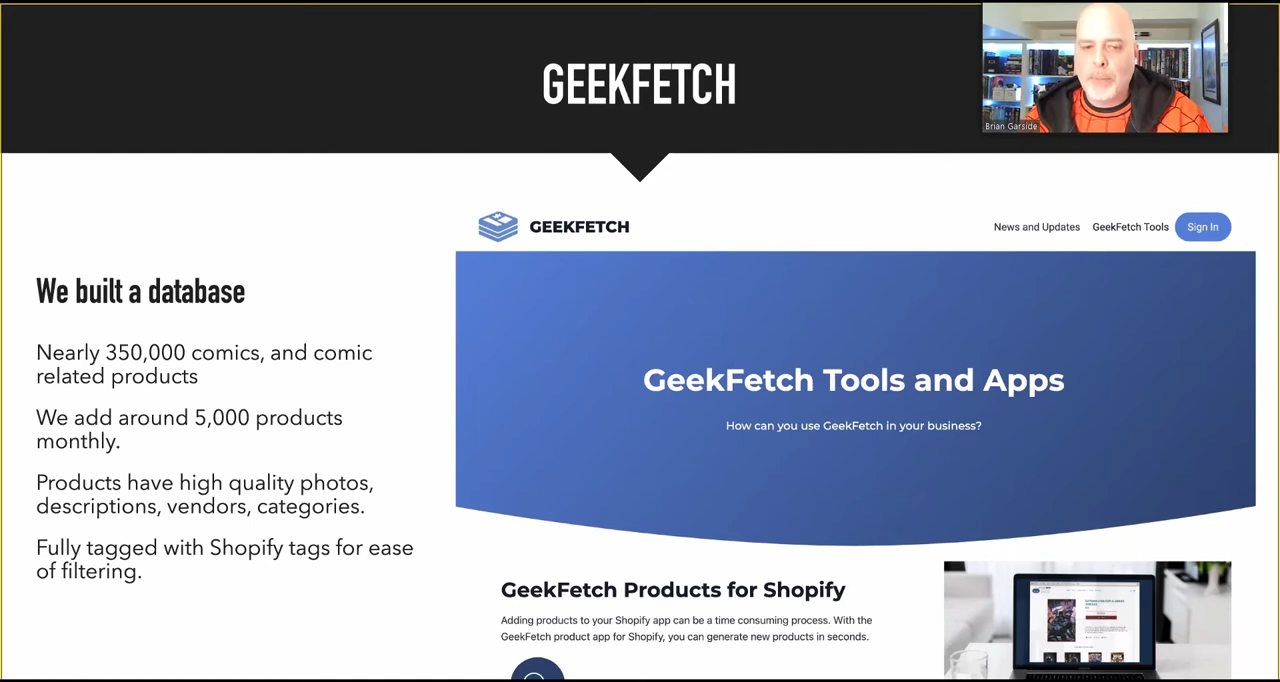 GEEKFETCH
Brian Garside
GEEKFETCH
News and Updates
GeekFetch Tools
Sign In
We built a database
Nearly 350,000 comics, and comic
related products
We add around 5,000 products
monthly.
Products have high quality photos,
descriptions, vendors, categories.
Fully tagged with Shopify tags for ease
of filtering.
GeekFetch Tools and Apps
How can you use GeekFetch in your business?
GeekFetch Products for Shopify
Adding products to your Shopify app can be a time consuming process. With the
GeekFetch product app for Shopify, you can generate new products in seconds.